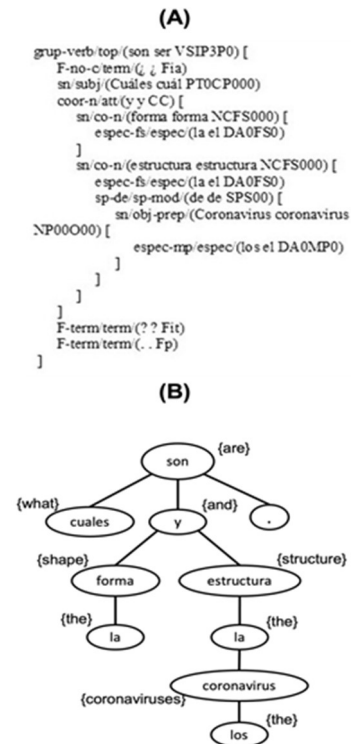 (A)
grup-verb/top/(son ser VSIP3P0) [
F-no-c/term/(¿ ¿ Fia)
sn/subj/(Cuáles cuál PT0CP000)
coor-n/att/(y y CC) [
sn/co-n/(forma forma NCFS000) [
espec-fs/espec/(la el DA0FS0)
]
sn/co-n/(estructura estructura NCFS000) [
espec-fs/espec/(la el DA0FS0)
sp-de/sp-mod/(de de SPS00) [
sn/obj-prep/(Coronavirus coronavirus
NP00O00) [
espec-mp/espec/(los el DA0MP0)
]
]
]
]
F-term/term/(? ? Fit)
F-term/term/(. . Fp)
]
(B)
son {are}
{what} cuales
y {and}
.
{shape} forma
estructura {structure}
{the} la
la {the}
{coronaviruses} coronavirus
los {the}